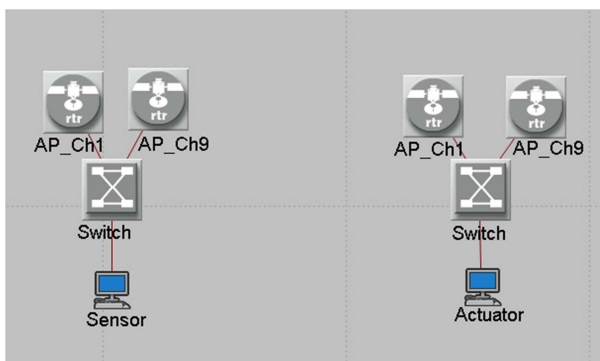 rtr
rtr
AP_Ch1
AP_Ch9
Switch
Sensor
rtr
rtr
AP_Ch1
AP_Ch9
Switch
Actuator